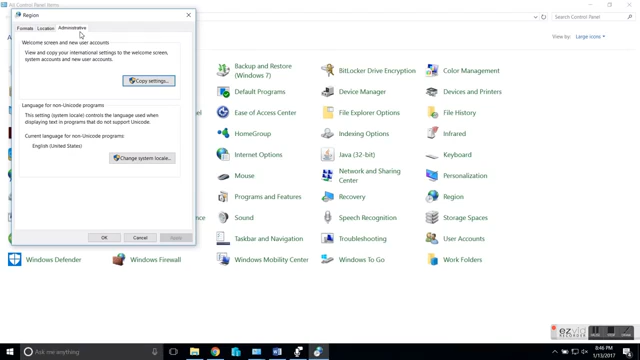 All Control Panel Items
Region
Formats Location Administrative
Welcome screen and new user accounts
View and copy your international settings to the welcome screen,
system accounts and new user accounts.
Copy settings...
Language for non-Unicode programs
This setting (system locale) controls the language used when
displaying text in programs that do not support Unicode.
Current language for non-Unicode programs:
English (United States)
Change system locale...
OK Cancel Apply
Search Control Panel
View by: Large icons
Backup and Restore
(Windows 7)
BitLocker Drive Encryption
Color Management
Default Programs
Device Manager
Devices and Printers
Ease of Access Center
File Explorer Options
File History
HomeGroup
Indexing Options
Infrared
Internet Options
Java (32-bit)
Keyboard
Mouse
Network and Sharing
Center
Personalization
Programs and Features
Recovery
Region
Sound
Speech Recognition
Storage Spaces
Taskbar and Navigation
Troubleshooting
User Accounts
Windows Defender
Windows Firewall
Windows Mobility Center
Windows To Go
Work Folders
ezvid
RECORDER
Ask me anything
8:46 PM
1/13/2017